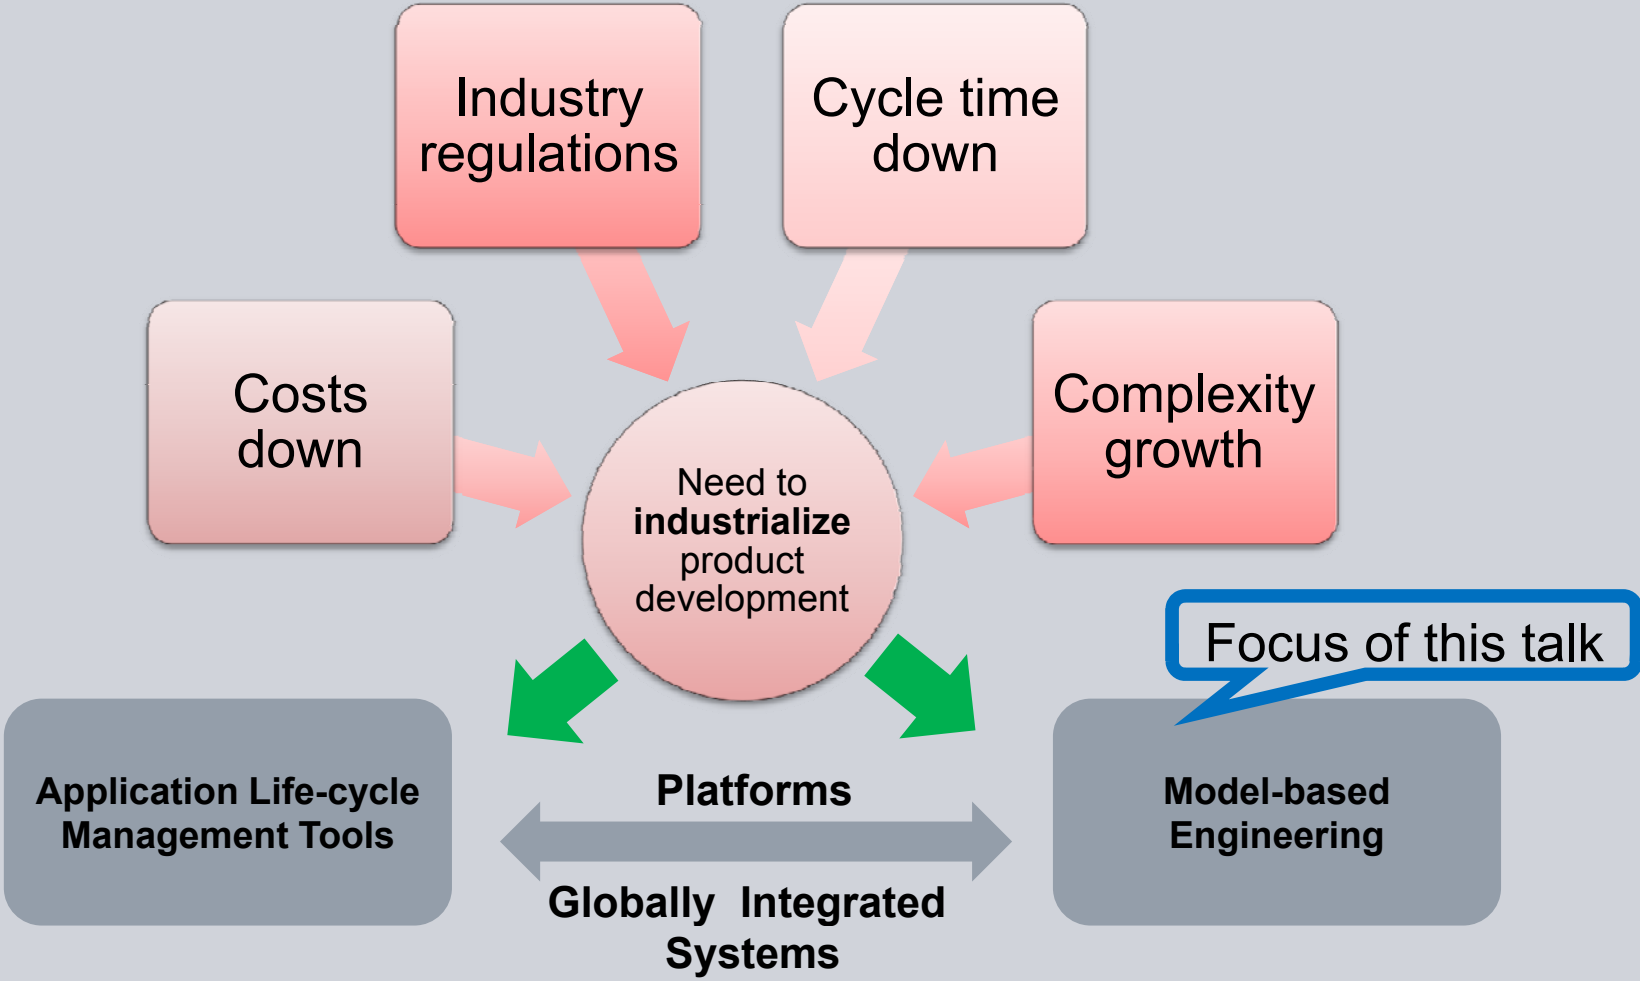 Industry
regulations
Cycle time
down
Costs
down
Complexity
growth
Need to
industrialize
product
development
Focus of this talk
Application Life-cycle
Management Tools
Platforms
Globally Integrated
Systems
Model-based
Engineering